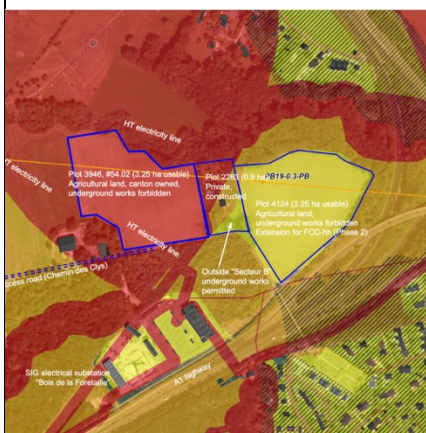 HT electricity line
HT electricity line
Plot 3946, #54.02 (3.25 ha usable)
Agricultural land, canton owned,
underground works forbidden
Plot 2283 (0.9 ha)
Private,
constructed
PB19-0.3-PB
Plot 4124 (3.25 ha usable)
Agricultural land,
underground works forbidden
Extension for FCC-hh (Phase 2)
HT electricity line
Outside "Secteur B"
underground works
permitted
ccess road (Chemin des Clys)
SIG electrical substation
"Bois de la Foretaille"
A1 highway